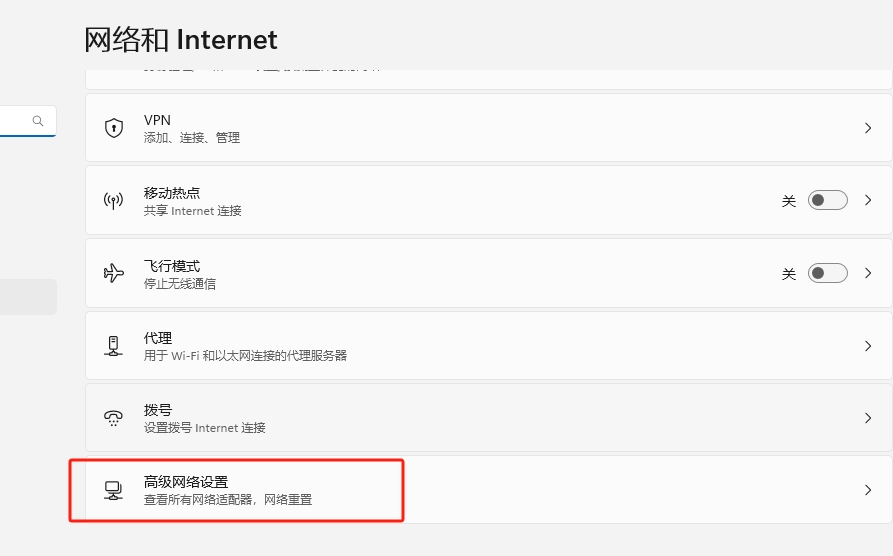 网络和 Internet
VPN
添加、连接、管理
移动热点
共享 Internet 连接
关
飞行模式
停止无线通信
关
代理
用于 Wi-Fi 和以太网连接的代理服务器
拨号
设置拨号 Internet 连接
高级网络设置
查看所有网络适配器，网络重置